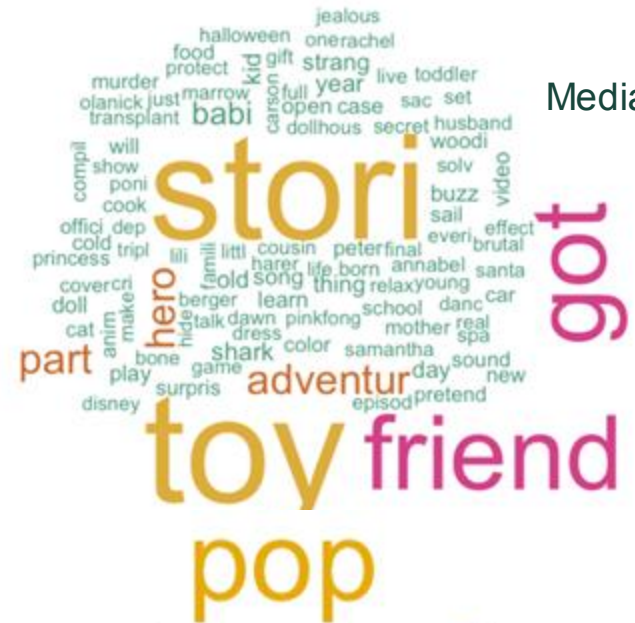 jealous
halloween onerachel
food kid gift strang
protect
murder carson full year live toddler
olanick just marrow open case sac set
transplant babi dollhous secret husband
Media
compil will woodi
show stori solv video
poni buzz
cook sail
offici dep everi effect
cold tripl lili famili littl cousin peterfinal brutal
princess harer life born annabel santa
covercri hero old song thing relaxyoung
doll berger learn school danc car
cat anim make hide talk dawn pinkfong mother real
dress spa
part bone shark color samantha sound
play game adventur day new
surpris
disney episod pretend
got
toy friend
pop